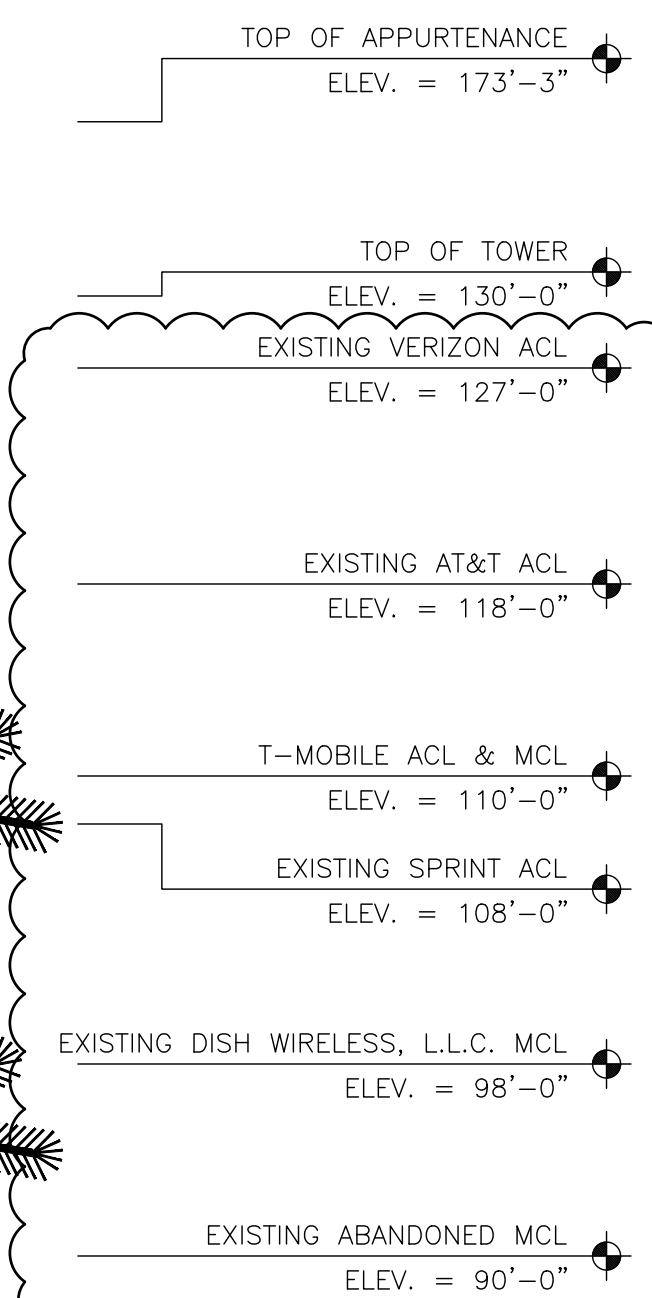 TOP OF APPURTENANCE
ELEV. = 173'-3"
TOP OF TOWER
ELEV. = 130'-0"
EXISTING VERIZON ACL
ELEV. = 127'-0"
EXISTING AT&T ACL
ELEV. = 118'-0"
T-MOBILE ACL & MCL
ELEV. = 110'-0"
EXISTING SPRINT ACL
ELEV. = 108'-0"
EXISTING DISH WIRELESS, L.L.C. MCL
ELEV. = 98'-0"
EXISTING ABANDONED MCL
ELEV. = 90'-0"